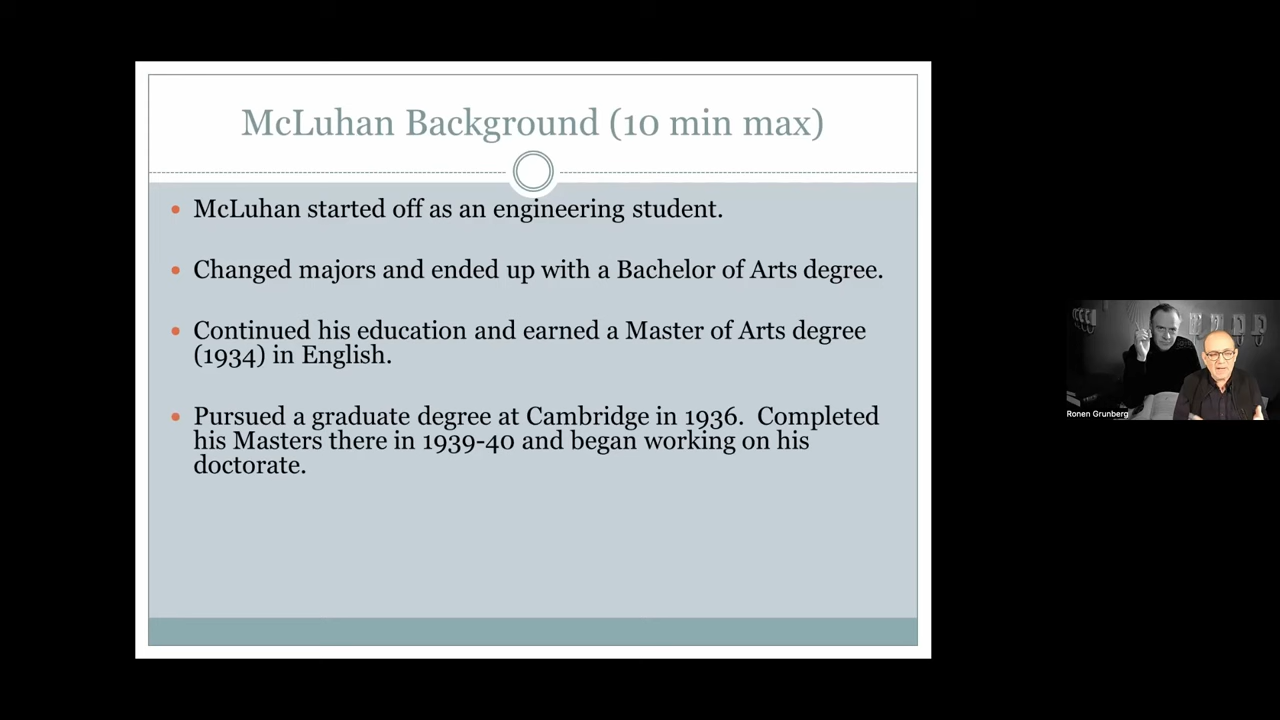 McLuhan Background (10 min max)
• McLuhan started off as an engineering student.
• Changed majors and ended up with a Bachelor of Arts degree.
• Continued his education and earned a Master of Arts degree
(1934) in English.
• Pursued a graduate degree at Cambridge in 1936.  Completed
his Masters there in 1939-40 and began working on his
doctorate.
Ronen Grunberg